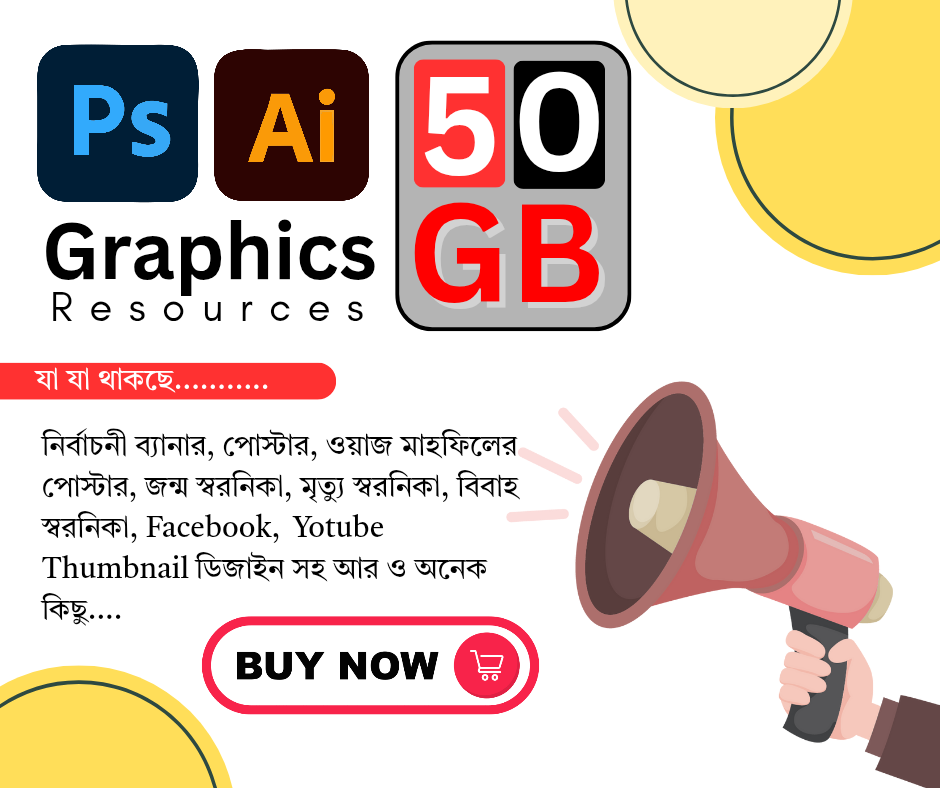 Ps Ai 50
GB
Graphics
Resources
যা যা থাকছে...........
নির্বাচনী ব্যানার, পোস্টার, ওয়াজ মাহফিলের
পোস্টার, জন্ম স্বরনিকা, মৃত্যু স্বরনিকা, বিবাহ
স্বরনিকা, Facebook, Yotube
Thumbnail ডিজাইন সহ আর ও অনেক
কিছু....
BUY NOW